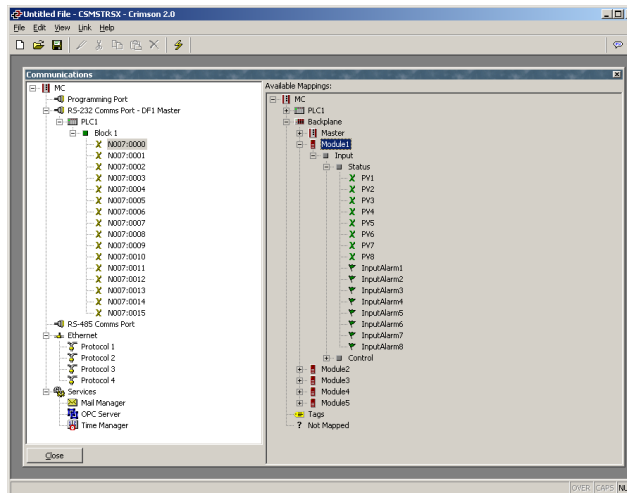 Untitled File - CSMSTRSX - Crimson 2.0
File Edit View Link Help
Communications
MC
Programming Port
RS-232 Comms Port - DF1 Master
PLC1
Block 1
N007:0000
N007:0001
N007:0002
N007:0003
N007:0004
N007:0005
N007:0006
N007:0007
N007:0008
N007:0009
N007:0010
N007:0011
N007:0012
N007:0013
N007:0014
N007:0015
RS-485 Comms Port
Ethernet
Protocol 1
Protocol 2
Protocol 3
Protocol 4
Services
Mail Manager
OPC Server
Time Manager
Close
Available Mappings:
MC
PLC1
Backplane
Master
Module1
Input
Status
PV1
PV2
PV3
PV4
PV5
PV6
PV7
PV8
InputAlarm1
InputAlarm2
InputAlarm3
InputAlarm4
InputAlarm5
InputAlarm6
InputAlarm7
InputAlarm8
Control
Module2
Module3
Module4
Module5
Tags
? Not Mapped
OVER CAPS NU